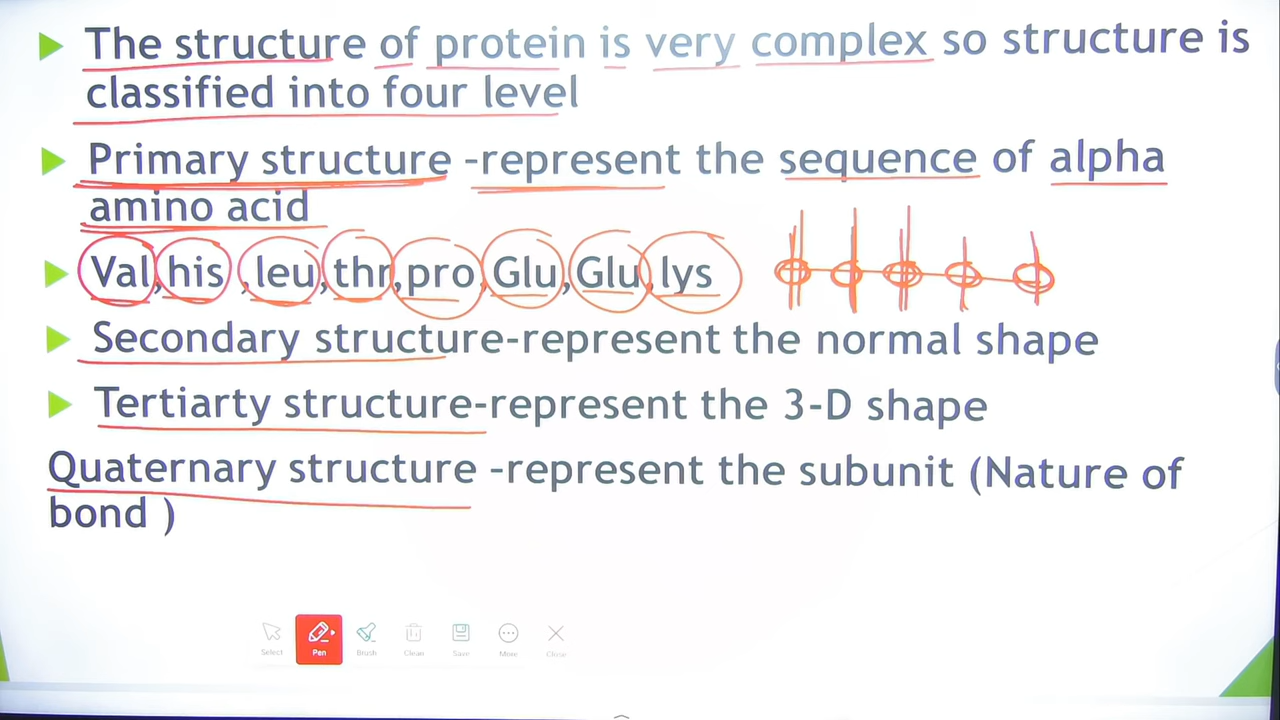 The structure of protein is very complex so structure is
classified into four level
Primary structure -represent the sequence of alpha
amino acid
Val,his ,leu,thr,pro,Glu,Glu,lys
Secondary structure-represent the normal shape
Tertiarty structure-represent the 3-D shape
Quaternary structure -represent the subunit (Nature of
bond )
Select Pen Brush Clean Save More Close